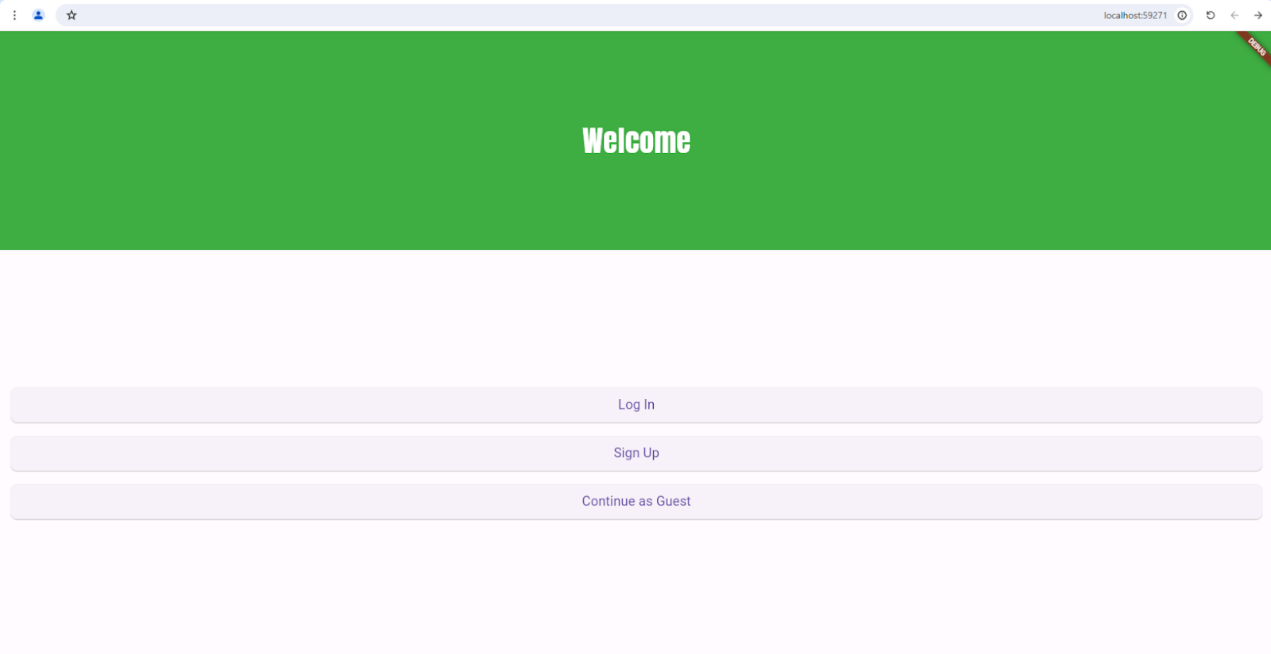 localhost:59271
DEBUG
Welcome
Log In
Sign Up
Continue as Guest